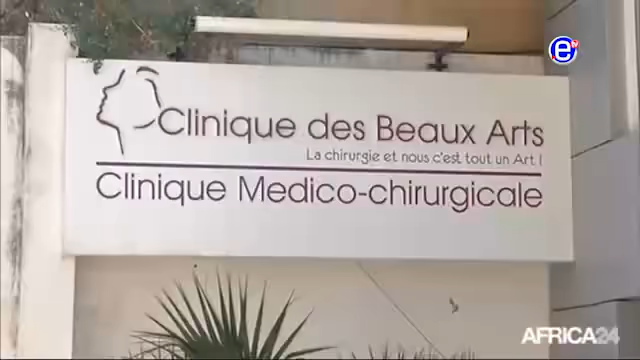 e
Clinique des Beaux Arts
La chirurgie et nous c'est tout un Art !
Clinique Medico-chirurgicale
AFRICA24